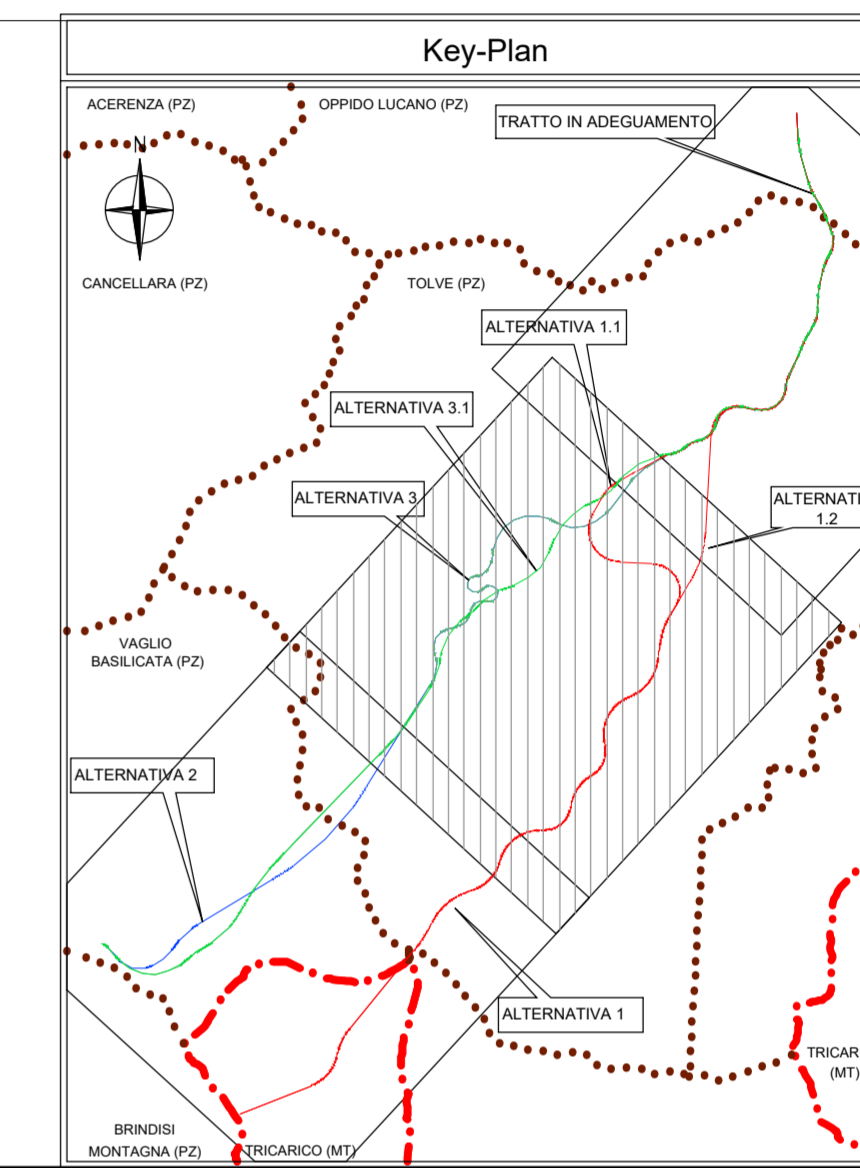 Key-Plan
ACERENZA (PZ)
OPPIDO LUCANO (PZ)
TRATTO IN ADEGUAMENTO
N
CANCELLARA (PZ)
TOLVE (PZ)
ALTERNATIVA 1.1
ALTERNATIVA 3.1
ALTERNATIVA 3
ALTERNATI
1.2
VAGLIO
BASILICATA (PZ)
ALTERNATIVA 2
ALTERNATIVA 1
TRICAR
(MT)
BRINDISI
MONTAGNA (PZ)
TRICARICO (MT)